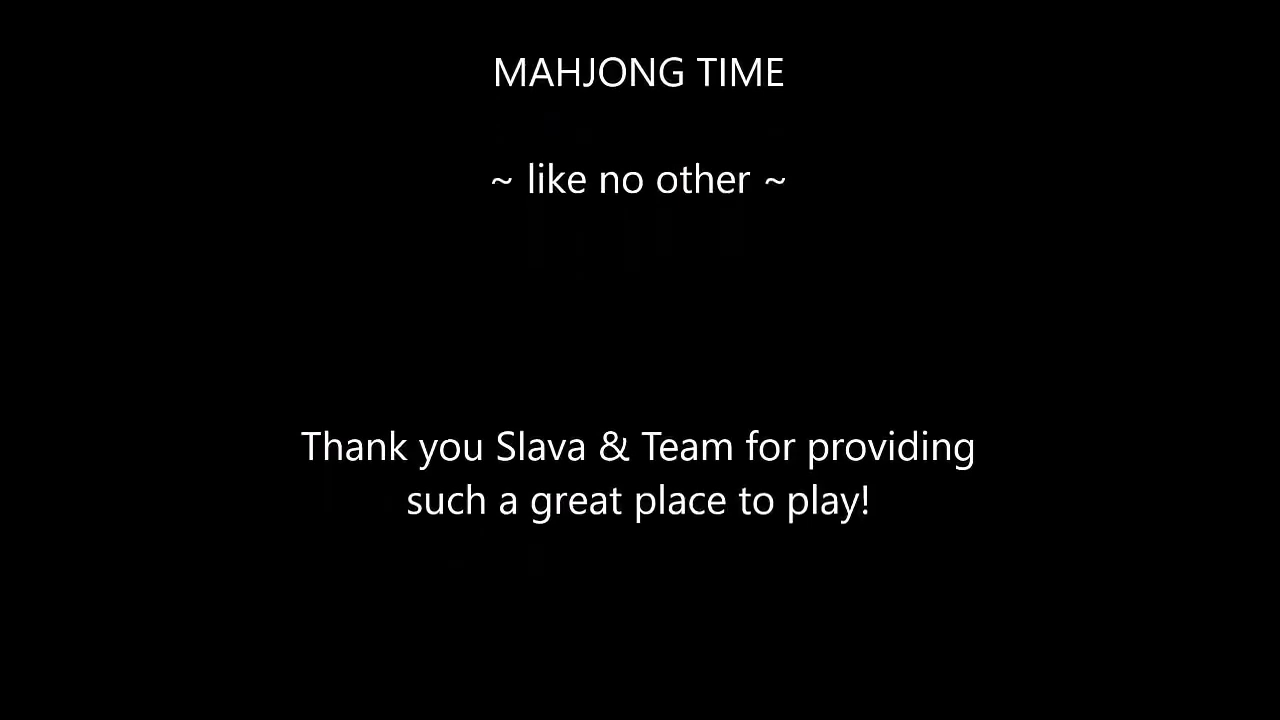 MAHJONG TIME
~ like no other ~
Thank you Slava & Team for providing
such a great place to play!